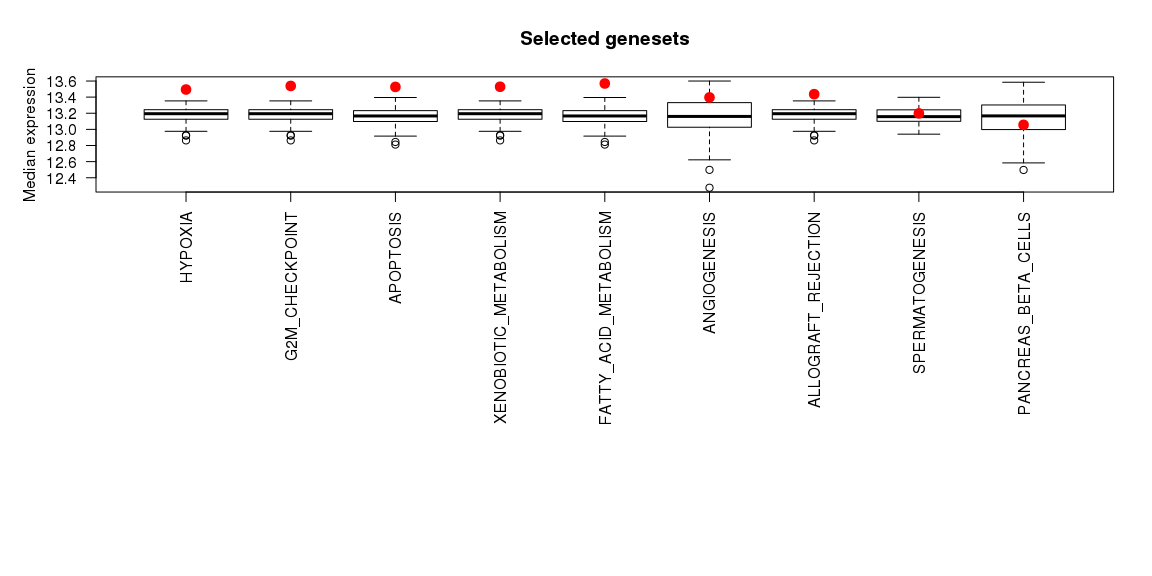 Selected genesets
Median expression
13.6
13.4
13.2
13.0
12.8
12.6
12.4
HYPOXIA
G2M_CHECKPOINT
APOPTOSIS
XENOBIOTIC_METABOLISM
FATTY_ACID_METABOLISM
ANGIOGENESIS
ALLOGRAFT_REJECTION
SPERMATOGENESIS
PANCREAS_BETA_CELLS